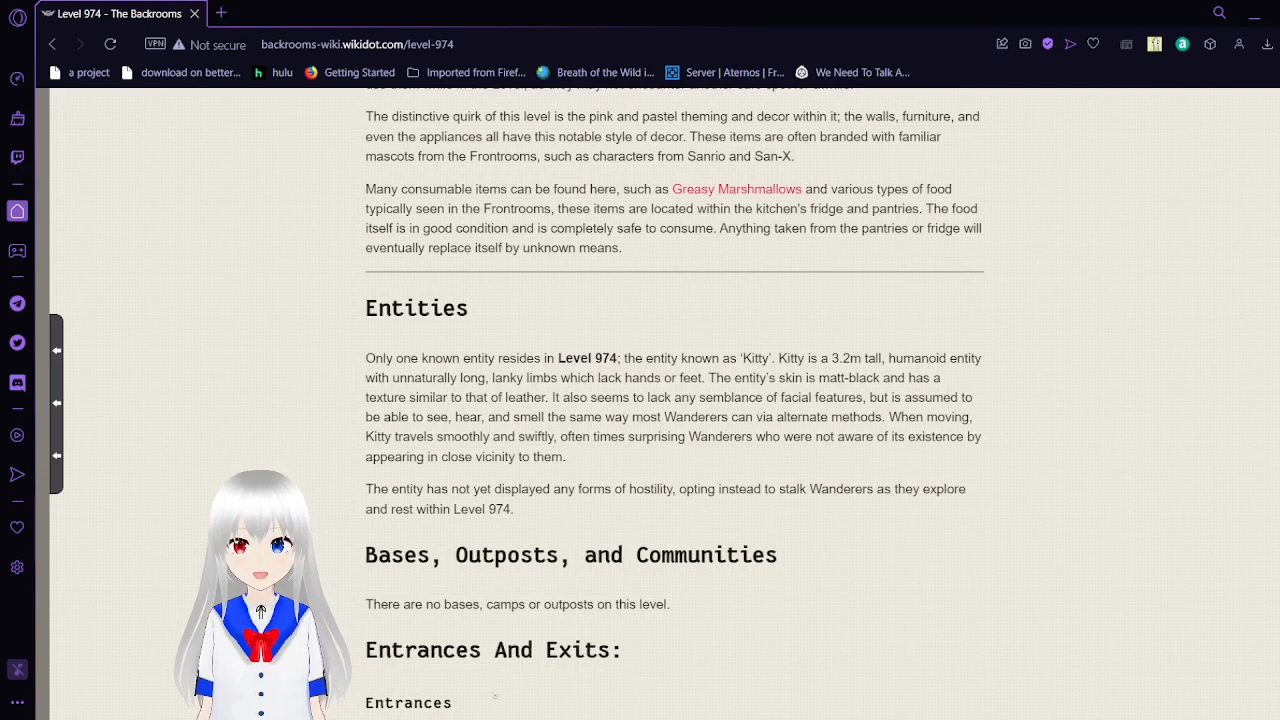 Level 974 - The Backrooms
VPN Not secure backrooms-wiki.wikidot.com/level-974
a project download on better... hulu Getting Started Imported from Firef... Breath of the Wild i... Server | Aternos | Fr... We Need To Talk A...
The distinctive quirk of this level is the pink and pastel theming and decor within it; the walls, furniture, and
even the appliances all have this notable style of decor. These items are often branded with familiar
mascots from the Frontrooms, such as characters from Sanrio and San-X.
Many consumable items can be found here, such as Greasy Marshmallows and various types of food
typically seen in the Frontrooms, these items are located within the kitchen's fridge and pantries. The food
itself is in good condition and is completely safe to consume. Anything taken from the pantries or fridge will
eventually replace itself by unknown means.
Entities
Only one known entity resides in Level 974; the entity known as ‘Kitty’. Kitty is a 3.2m tall, humanoid entity
with unnaturally long, lanky limbs which lack hands or feet. The entity’s skin is matt-black and has a
texture similar to that of leather. It also seems to lack any semblance of facial features, but is assumed to
be able to see, hear, and smell the same way most Wanderers can via alternate methods. When moving,
Kitty travels smoothly and swiftly, often times surprising Wanderers who were not aware of its existence by
appearing in close vicinity to them.
The entity has not yet displayed any forms of hostility, opting instead to stalk Wanderers as they explore
and rest within Level 974.
Bases, Outposts, and Communities
There are no bases, camps or outposts on this level.
Entrances And Exits:
Entrances